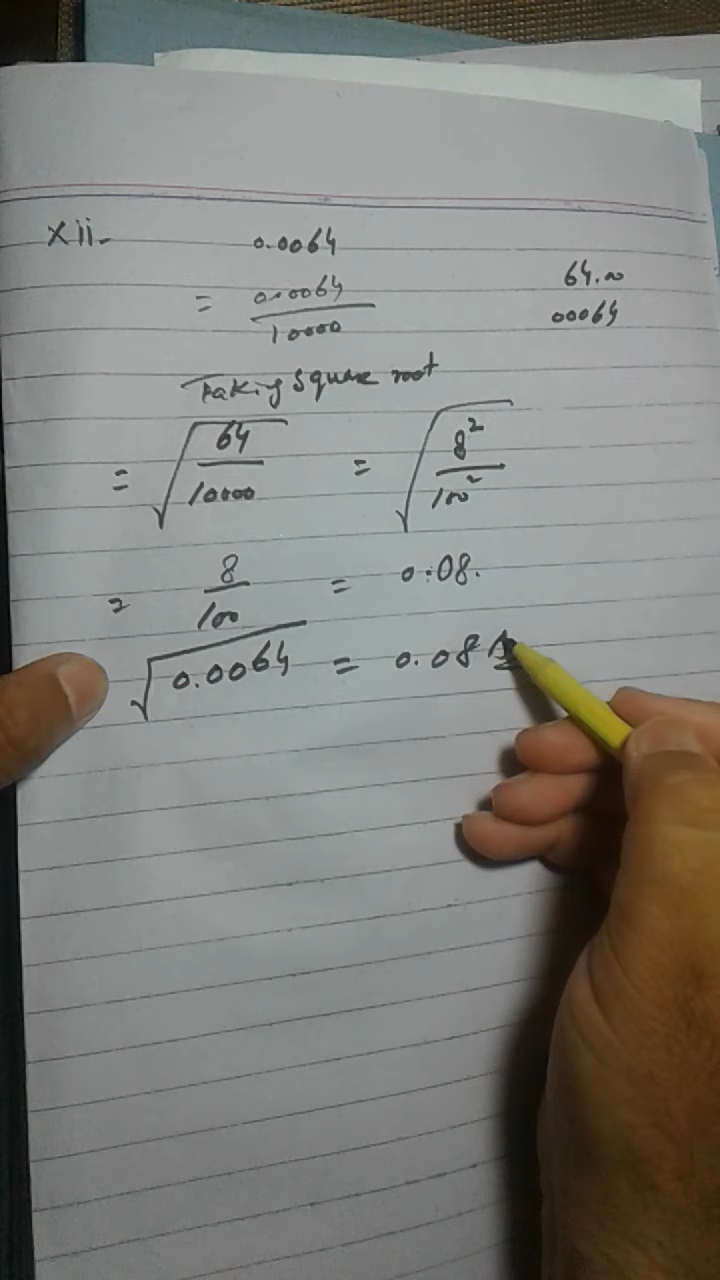 xii- 0.0064
= 0.0064/10000 64.00
00064
Taking Square root
= √(64/10000) = √(8²/100²)
= 8/100 = 0.08.
√0.0064 = 0.08